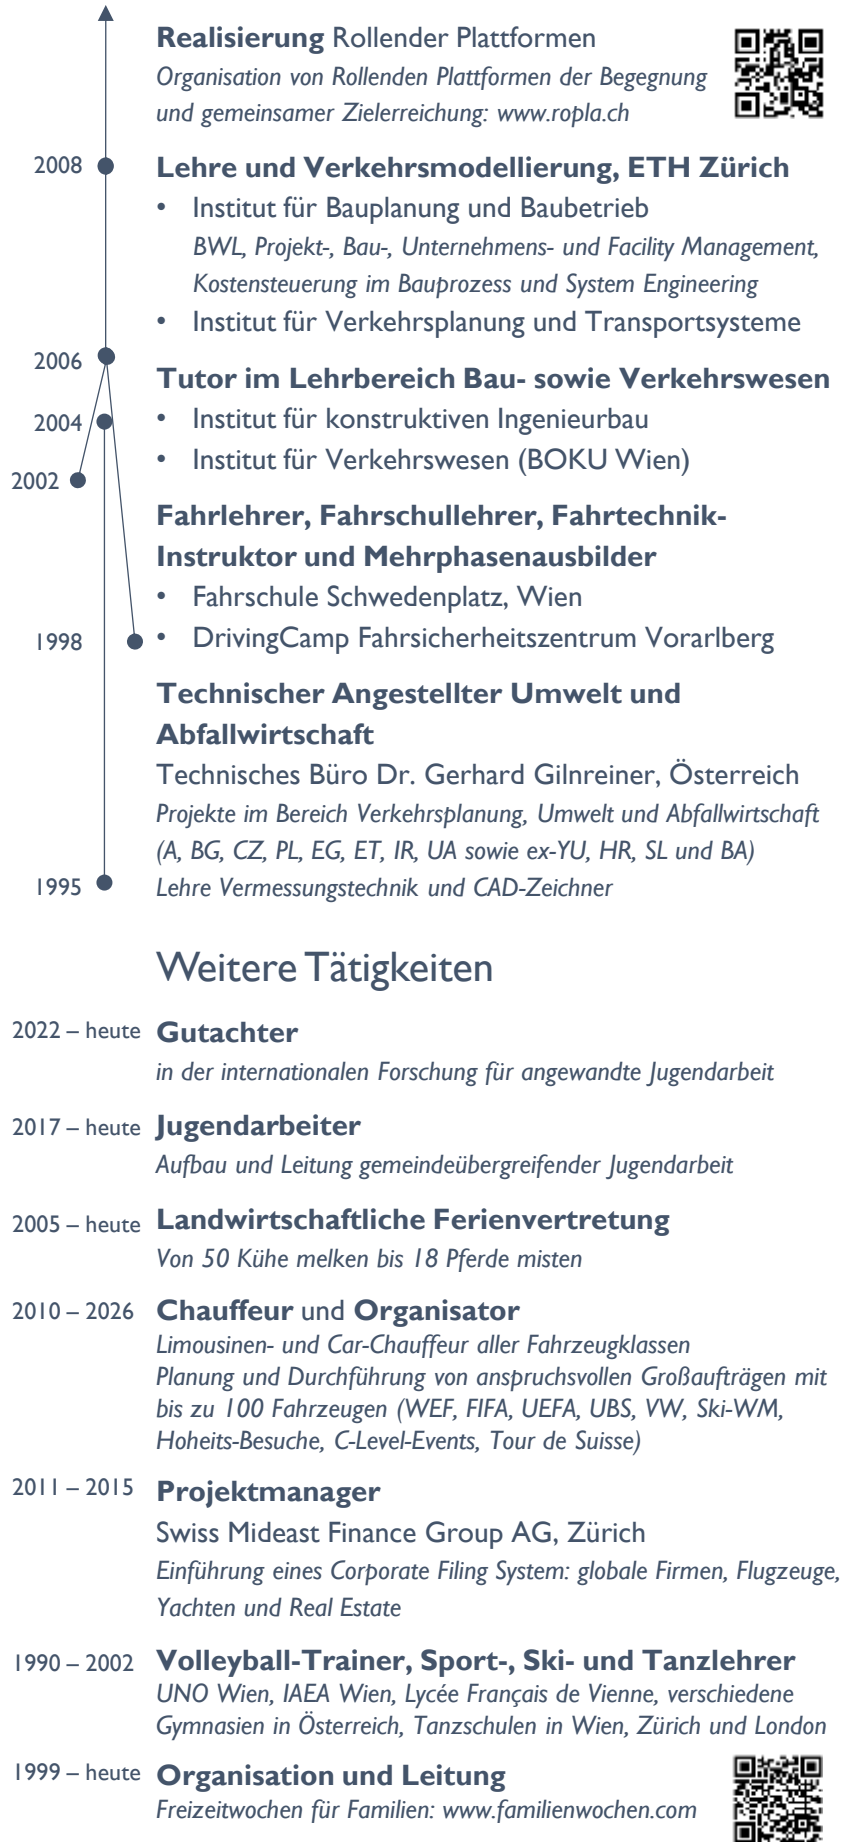 Realisierung Rollender Plattformen
Organisation von Rollenden Plattformen der Begegnung
und gemeinsamer Zielerreichung: www.ropla.ch
2008 Lehre und Verkehrsmodellierung, ETH Zürich
• Institut für Bauplanung und Baubetrieb
BWL, Projekt-, Bau-, Unternehmens- und Facility Management,
Kostensteuerung im Bauprozess und System Engineering
• Institut für Verkehrsplanung und Transportsysteme
2006
Tutor im Lehrbereich Bau- sowie Verkehrswesen
2004 • Institut für konstruktiven Ingenieurbau
• Institut für Verkehrswesen (BOKU Wien)
2002
Fahrlehrer, Fahrschullehrer, Fahrtechnik-
Instruktor und Mehrphasenausbilder
• Fahrschule Schwedenplatz, Wien
1998 • DrivingCamp Fahrsicherheitszentrum Vorarlberg
Technischer Angestellter Umwelt und
Abfallwirtschaft
Technisches Büro Dr. Gerhard Gilnreiner, Österreich
Projekte im Bereich Verkehrsplanung, Umwelt und Abfallwirtschaft
(A, BG, CZ, PL, EG, ET, IR, UA sowie ex-YU, HR, SL und BA)
1995 Lehre Vermessungstechnik und CAD-Zeichner
Weitere Tätigkeiten
2022 – heute Gutachter
in der internationalen Forschung für angewandte Jugendarbeit
2017 – heute Jugendarbeiter
Aufbau und Leitung gemeindeübergreifender Jugendarbeit
2005 – heute Landwirtschaftliche Ferienvertretung
Von 50 Kühe melken bis 18 Pferde misten
2010 – 2026 Chauffeur und Organisator
Limousinen- und Car-Chauffeur aller Fahrzeugklassen
Planung und Durchführung von anspruchsvollen Großaufträgen mit
bis zu 100 Fahrzeugen (WEF, FIFA, UEFA, UBS, VW, Ski-WM,
Hoheits-Besuche, C-Level-Events, Tour de Suisse)
2011 – 2015 Projektmanager
Swiss Mideast Finance Group AG, Zürich
Einführung eines Corporate Filing System: globale Firmen, Flugzeuge,
Yachten und Real Estate
1990 – 2002 Volleyball-Trainer, Sport-, Ski- und Tanzlehrer
UNO Wien, IAEA Wien, Lycée Français de Vienne, verschiedene
Gymnasien in Österreich, Tanzschulen in Wien, Zürich und London
1999 – heute Organisation und Leitung
Freizeitwochen für Familien: www.familienwochen.com